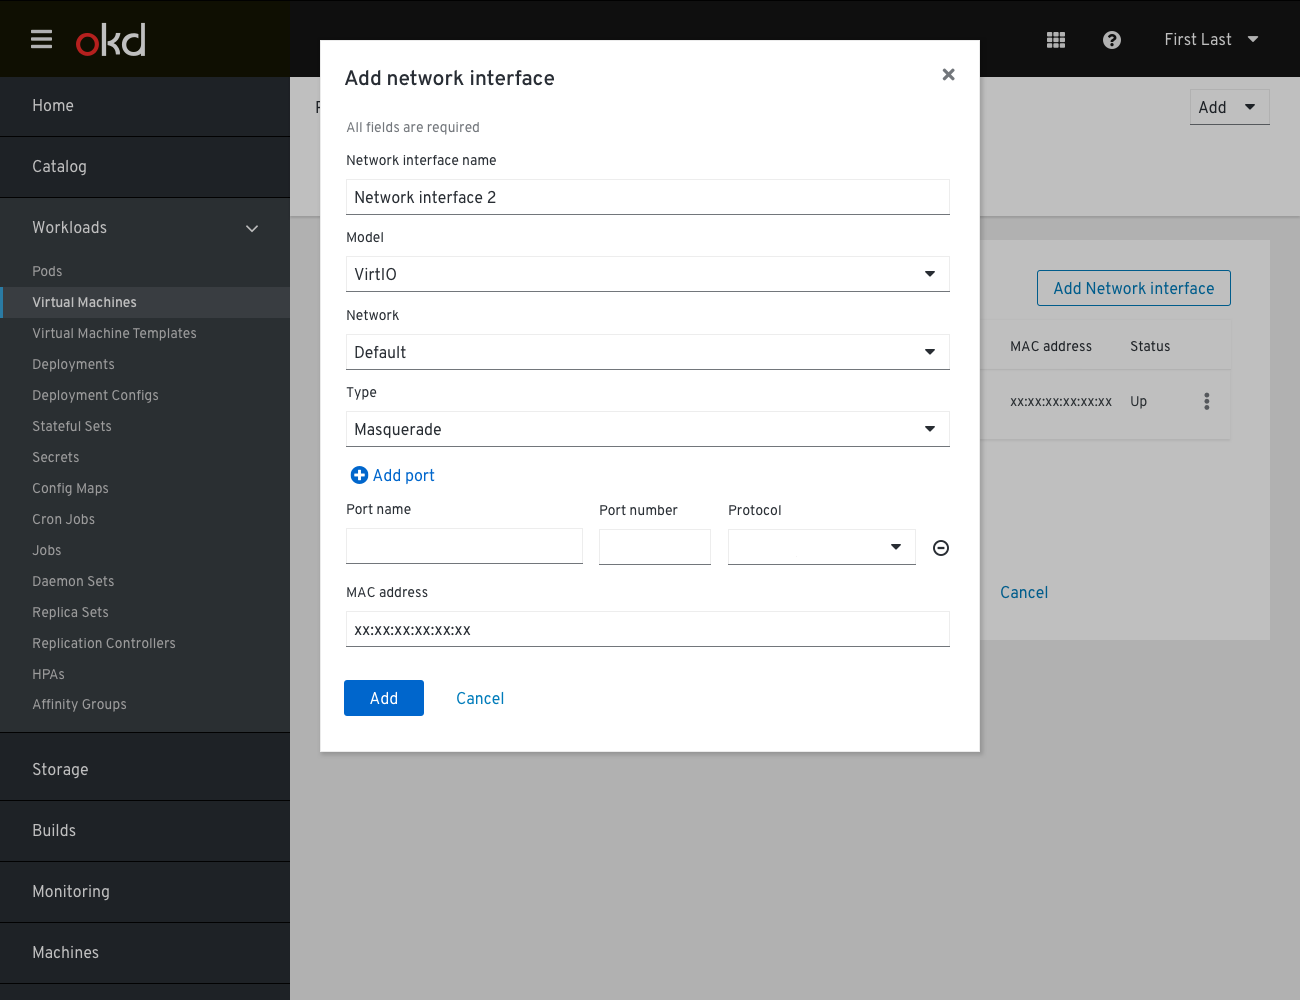 okd
First Last
Home
Catalog
Workloads
Pods
Virtual Machines
Virtual Machine Templates
Deployments
Deployment Configs
Stateful Sets
Secrets
Config Maps
Cron Jobs
Jobs
Daemon Sets
Replica Sets
Replication Controllers
HPAs
Affinity Groups
Storage
Builds
Monitoring
Machines
Add network interface
All fields are required
Network interface name
Network interface 2
Model
VirtIO
Network
Default
Type
Masquerade
Add port
Port name Port number Protocol
MAC address
xx:xx:xx:xx:xx:xx
Add Cancel
Add
Add Network interface
MAC address Status
xx:xx:xx:xx:xx:xx Up
Cancel